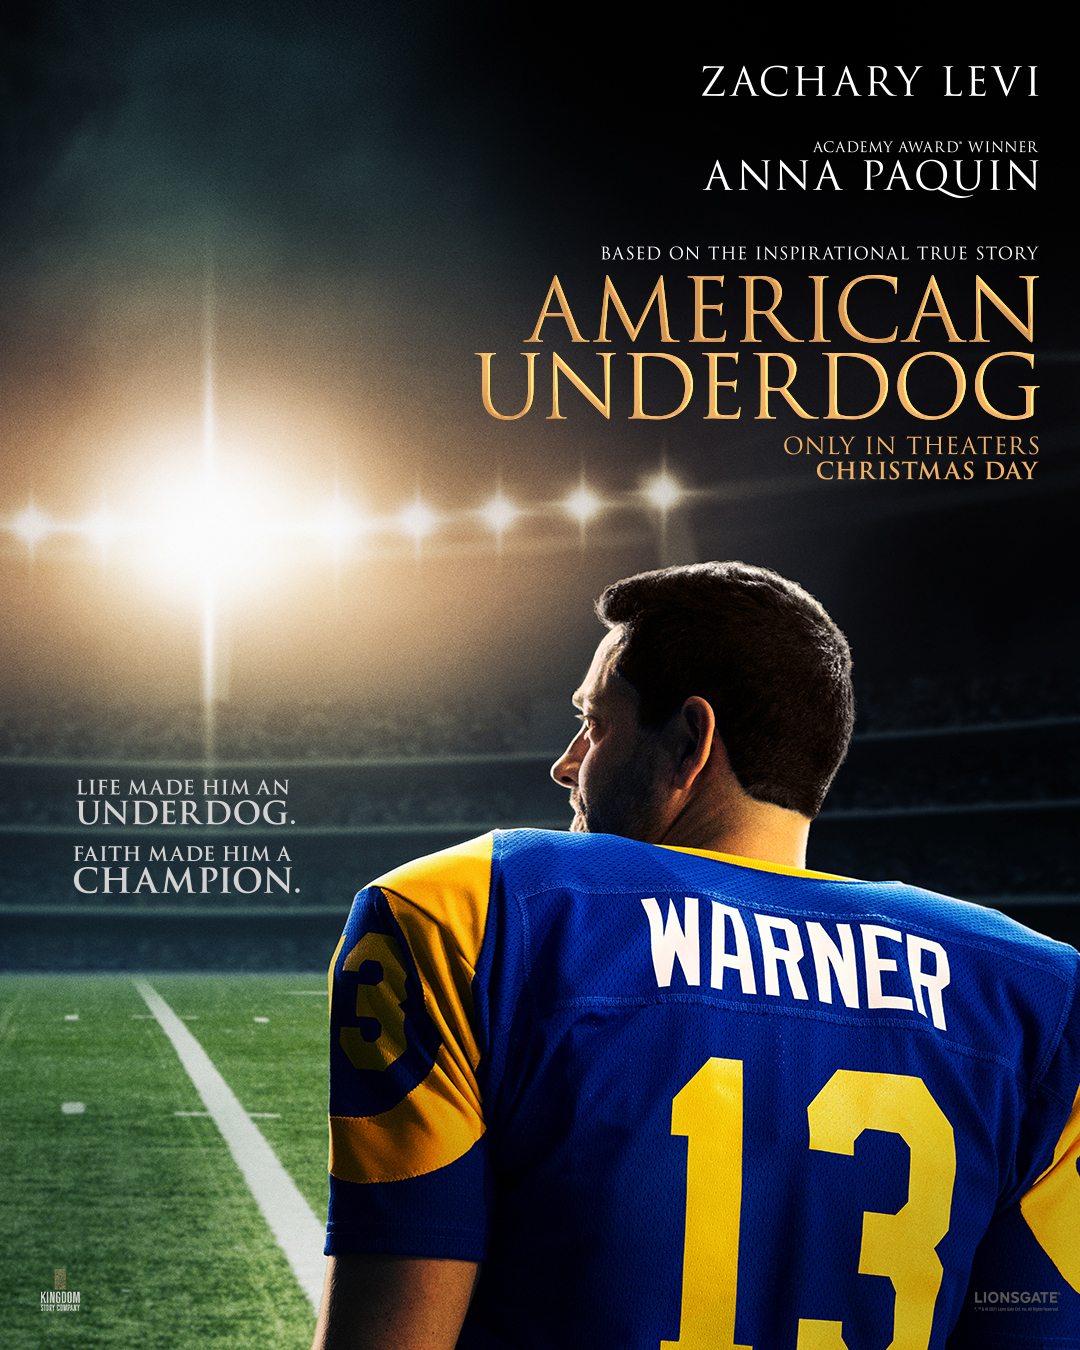 ZACHARY LEVI
ACADEMY AWARD® WINNER
ANNA PAQUIN
BASED ON THE INSPIRATIONAL TRUE STORY
AMERICAN
UNDERDOG
ONLY IN THEATERS
CHRISTMAS DAY
LIFE MADE HIM AN
UNDERDOG.
FAITH MADE HIM A
CHAMPION.
WARNER
13
13
KINGDOM
STORY COMPANY
LIONSGATE